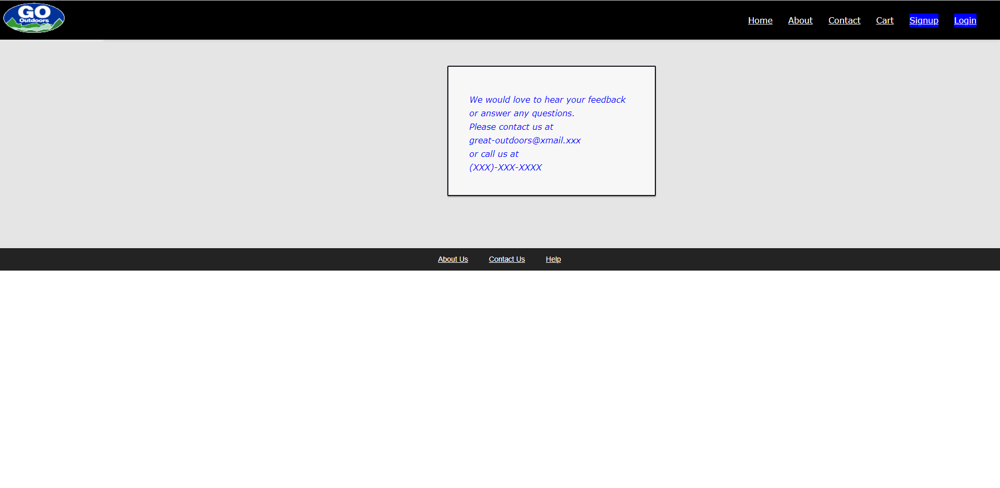 GO
Outdoors
Home About Contact Cart Signup Login
We would love to hear your feedback
or answer any questions.
Please contact us at
great-outdoors@xmail.xxx
or call us at
(XXX)-XXX-XXXX
About Us Contact Us Help